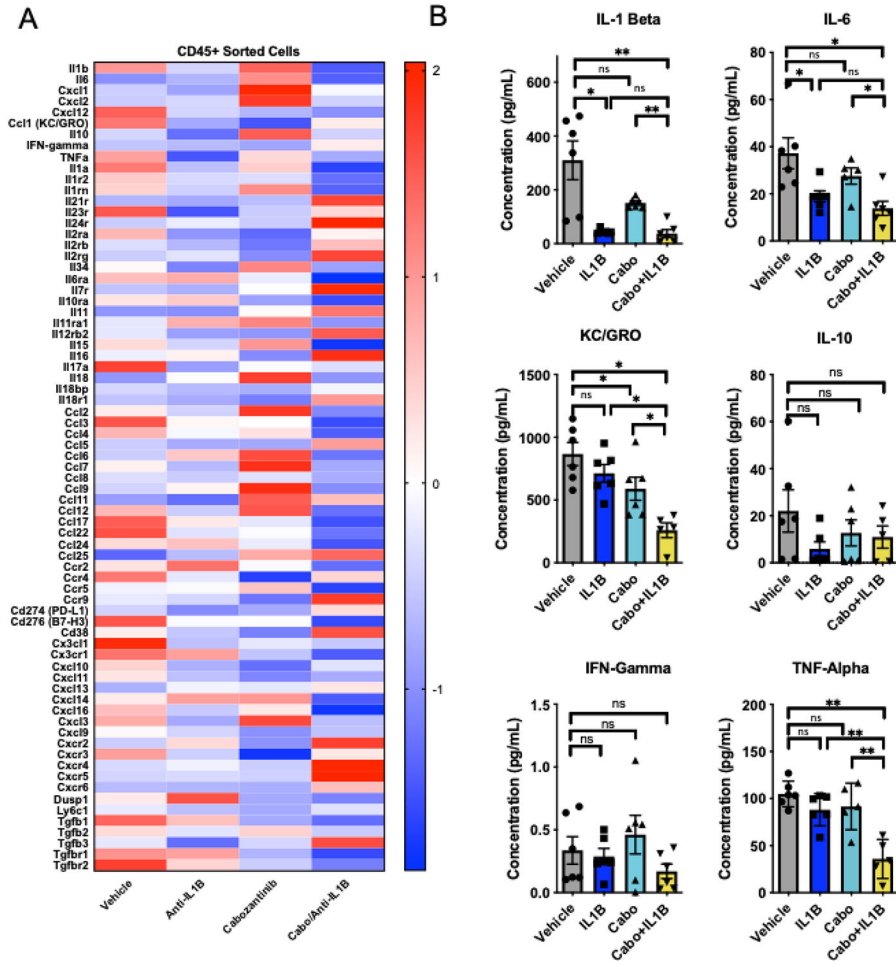 A
CD45+ Sorted Cells
Il1b
Il6
Cxcl1
Cxcl2
Cxcl12
Ccl1 (KC/GRO)
Il10
IFN-gamma
TNFa
Il1a
Il1r2
Il1rn
Il21r
Il23r
Il24r
Il2ra
Il2rb
Il2rg
Il34
Il6ra
Il7r
Il10ra
Il11
Il11ra1
Il12rb2
Il15
Il16
Il17a
Il18
Il18bp
Il18r1
Ccl2
Ccl3
Ccl4
Ccl5
Ccl6
Ccl7
Ccl8
Ccl9
Ccl11
Ccl12
Ccl17
Ccl22
Ccl24
Ccl25
Ccr2
Ccr4
Ccr5
Ccr9
Cd274 (PD-L1)
Cd276 (B7-H3)
Cd38
Cx3cl1
Cx3cr1
Cxcl10
Cxcl11
Cxcl13
Cxcl14
Cxcl16
Cxcl3
Cxcl9
Cxcr2
Cxcr3
Cxcr4
Cxcr5
Cxcr6
Dusp1
Ly6c1
Tgfb1
Tgfb2
Tgfb3
Tgfbr1
Tgfbr2
Vehicle
Anti-IL1B
Cabozantinib
Cabo/Anti-IL1B
2
1
0
-1
B
IL-1 Beta
Concentration (pg/mL)
600
400
200
0
**
ns
*
ns
**
Vehicle
IL1B
Cabo
Cabo+IL1B
IL-6
Concentration (pg/mL)
80
60
40
20
0
*
ns
*
ns
*
Vehicle
IL1B
Cabo
Cabo+IL1B
KC/GRO
Concentration (pg/mL)
1500
1000
500
0
*
*
ns
*
*
Vehicle
IL1B
Cabo
Cabo+IL1B
IL-10
Concentration (pg/mL)
80
60
40
20
0
ns
ns
ns
Vehicle
IL1B
Cabo
Cabo+IL1B
IFN-Gamma
Concentration (pg/mL)
1.5
1.0
0.5
0.0
ns
ns
ns
Vehicle
IL1B
Cabo
Cabo+IL1B
TNF-Alpha
Concentration (pg/mL)
200
150
100
50
0
**
ns
ns
**
**
Vehicle
IL1B
Cabo
Cabo+IL1B